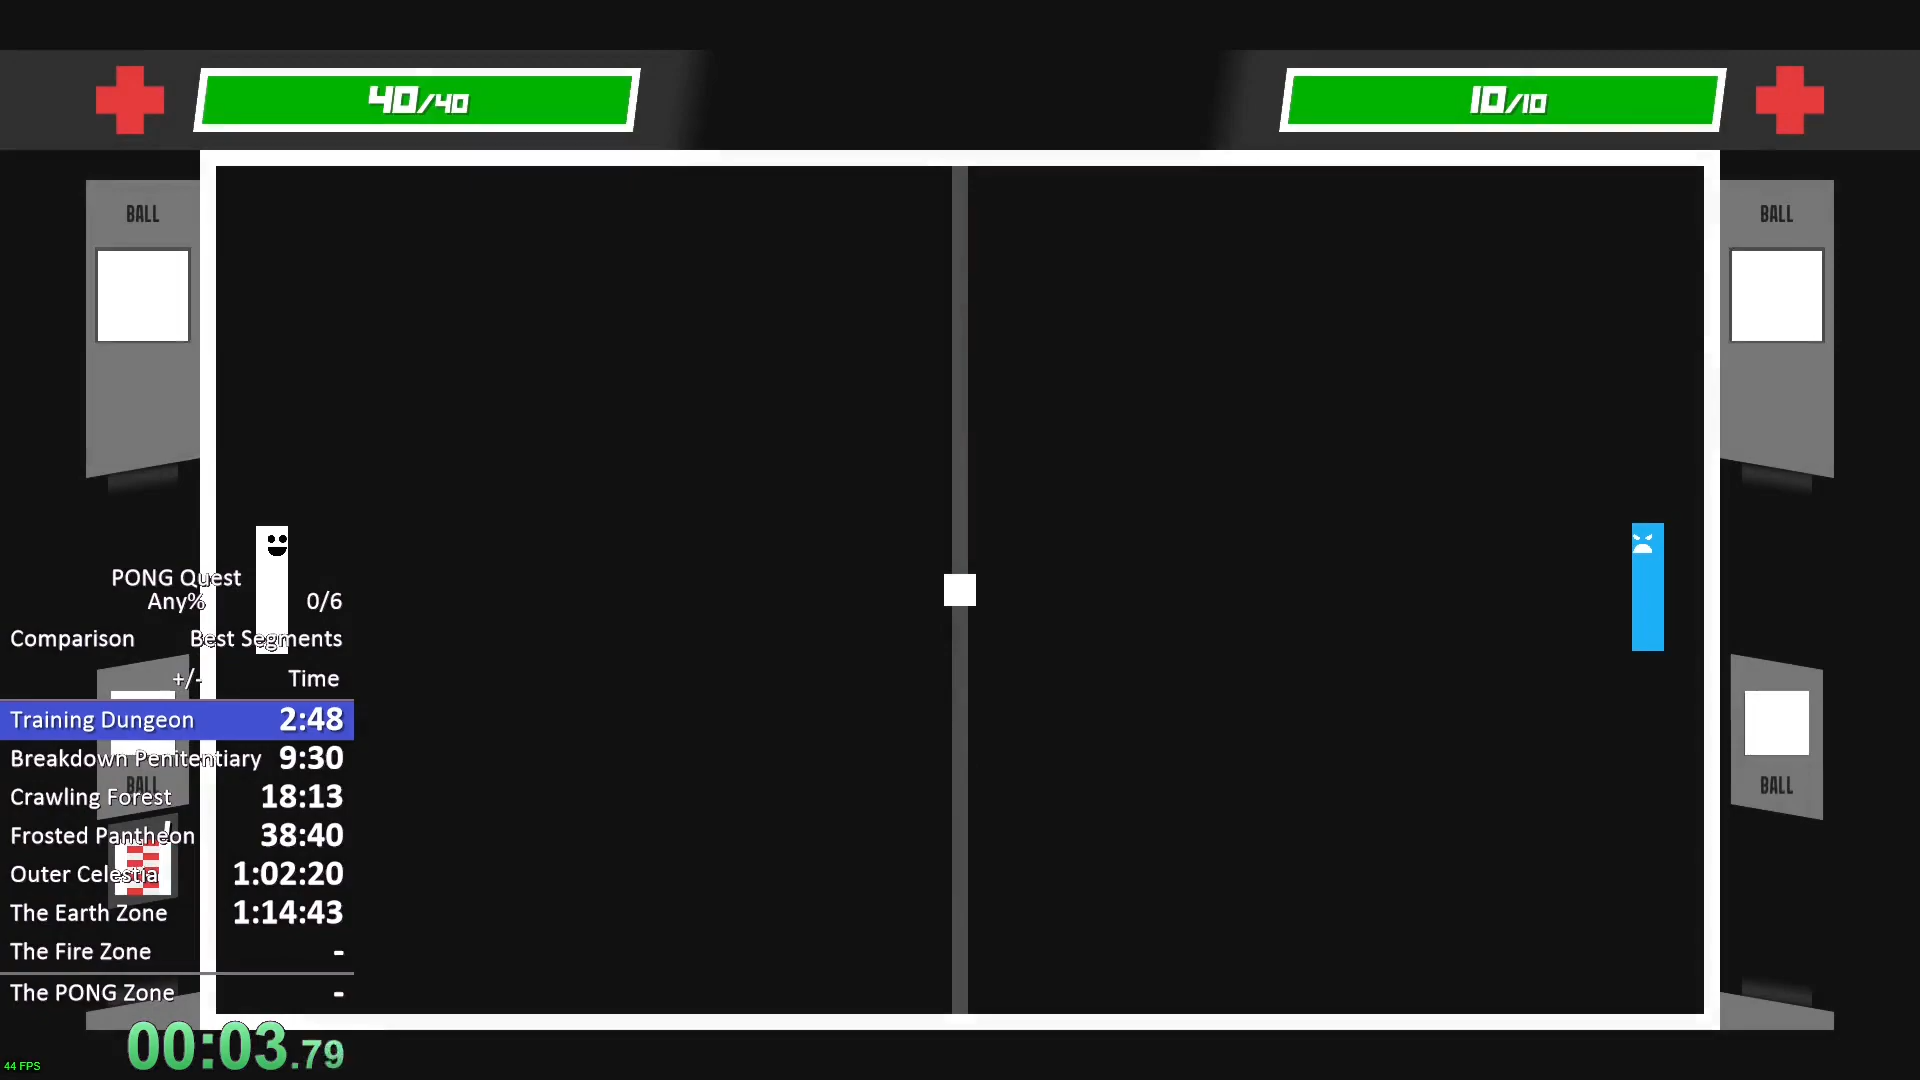 40/40
10/10
BALL
BALL
PONG Quest
Any% 0/6
Comparison Best Segments
+/- Time
Training Dungeon 2:48
Breakdown Penitentiary 9:30
BALL
BALL
Crawling Forest 18:13
Frosted Pantheon 38:40
Outer Celestia 1:02:20
The Earth Zone 1:14:43
The Fire Zone -
The PONG Zone -
00:03.79
44 FPS